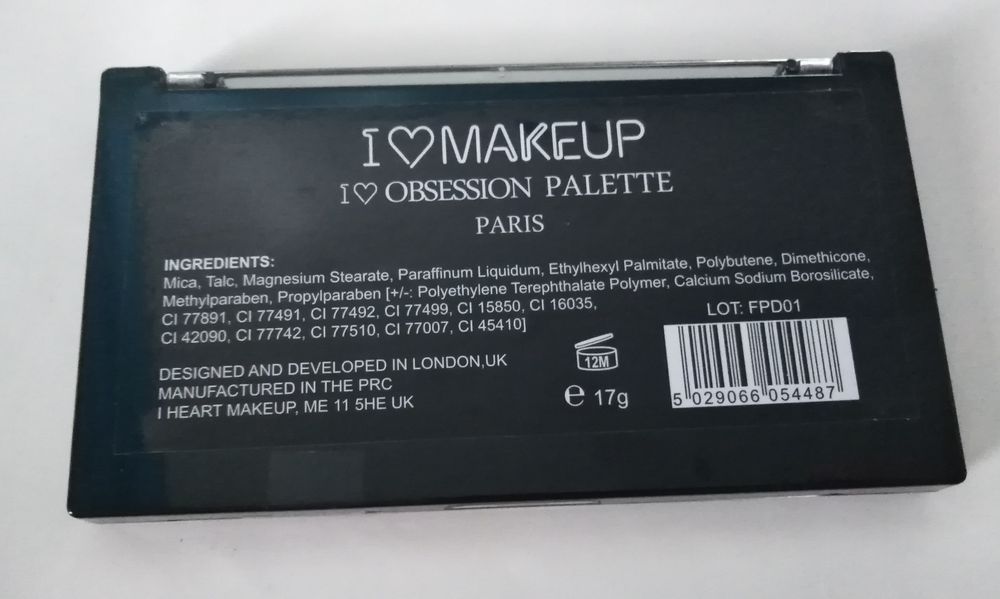 I♡MAKEUP
I♡ OBSESSION PALETTE
PARIS
INGREDIENTS:
Mica, Talc, Magnesium Stearate, Paraffinum Liquidum, Ethylhexyl Palmitate, Polybutene, Dimethicone,
Methylparaben, Propylparaben [+/-: Polyethylene Terephthalate Polymer, Calcium Sodium Borosilicate,
CI 77891, CI 77491, CI 77492, CI 77499, CI 15850, CI 16035,
CI 42090, CI 77742, CI 77510, CI 77007, CI 45410]
DESIGNED AND DEVELOPED IN LONDON,UK
MANUFACTURED IN THE PRC
I HEART MAKEUP, ME 11 5HE UK
12M
℮ 17g
LOT: FPD01
5 029066 054487